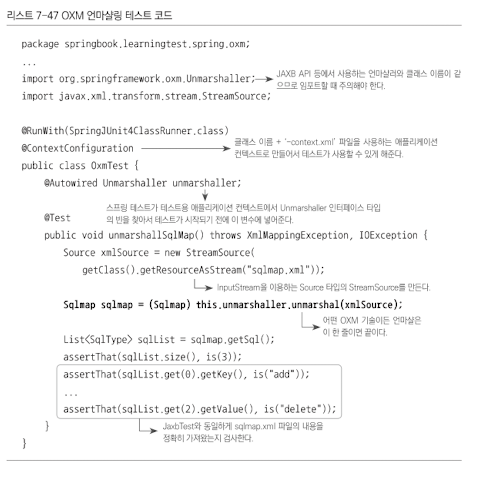 리스트 7-47 OXM 언마샬링 테스트 코드
package springbook.learningtest.spring.oxm;
...
import org.springframework.oxm.Unmarshaller;
JAXB API 등에서 사용하는 언마샬러와 클래스 이름이 같
으므로 임포트할 때 주의해야 한다.
import javax.xml.transform.stream.StreamSource;
@RunWith(SpringJUnit4ClassRunner.class)
@ContextConfiguration
클래스 이름 + '-context.xml' 파일을 사용하는 애플리케이션
컨텍스트로 만들어서 테스트가 사용할 수 있게 해준다.
public class OxmTest {
@Autowired Unmarshaller unmarshaller;
스프링 테스트가 테스트용 애플리케이션 컨텍스트에서 Unmarshaller 인터페이스 타입
의 빈을 찾아서 테스트가 시작되기 전에 이 변수에 넣어준다.
@Test
public void unmarshallSqlMap() throws XmlMappingException, IOException {
Source xmlSource = new StreamSource(
getClass().getResourceAsStream("sqlmap.xml"));
InputStream을 이용하는 Source 타입의 StreamSource를 만든다.
Sqlmap sqlmap = (Sqlmap) this.unmarshaller.unmarshal(xmlSource);
어떤 OXM 기술이든 언마샬은
이 한 줄이면 끝이다.
List<SqlType> sqlList = sqlmap.getSql();
assertThat(sqlList.size(), is(3));
assertThat(sqlList.get(0).getKey(), is("add"));
...
assertThat(sqlList.get(2).getValue(), is("delete"));
}
JaxbTest와 동일하게 sqlmap.xml 파일의 내용을
정확히 가져왔는지 검사한다.
}